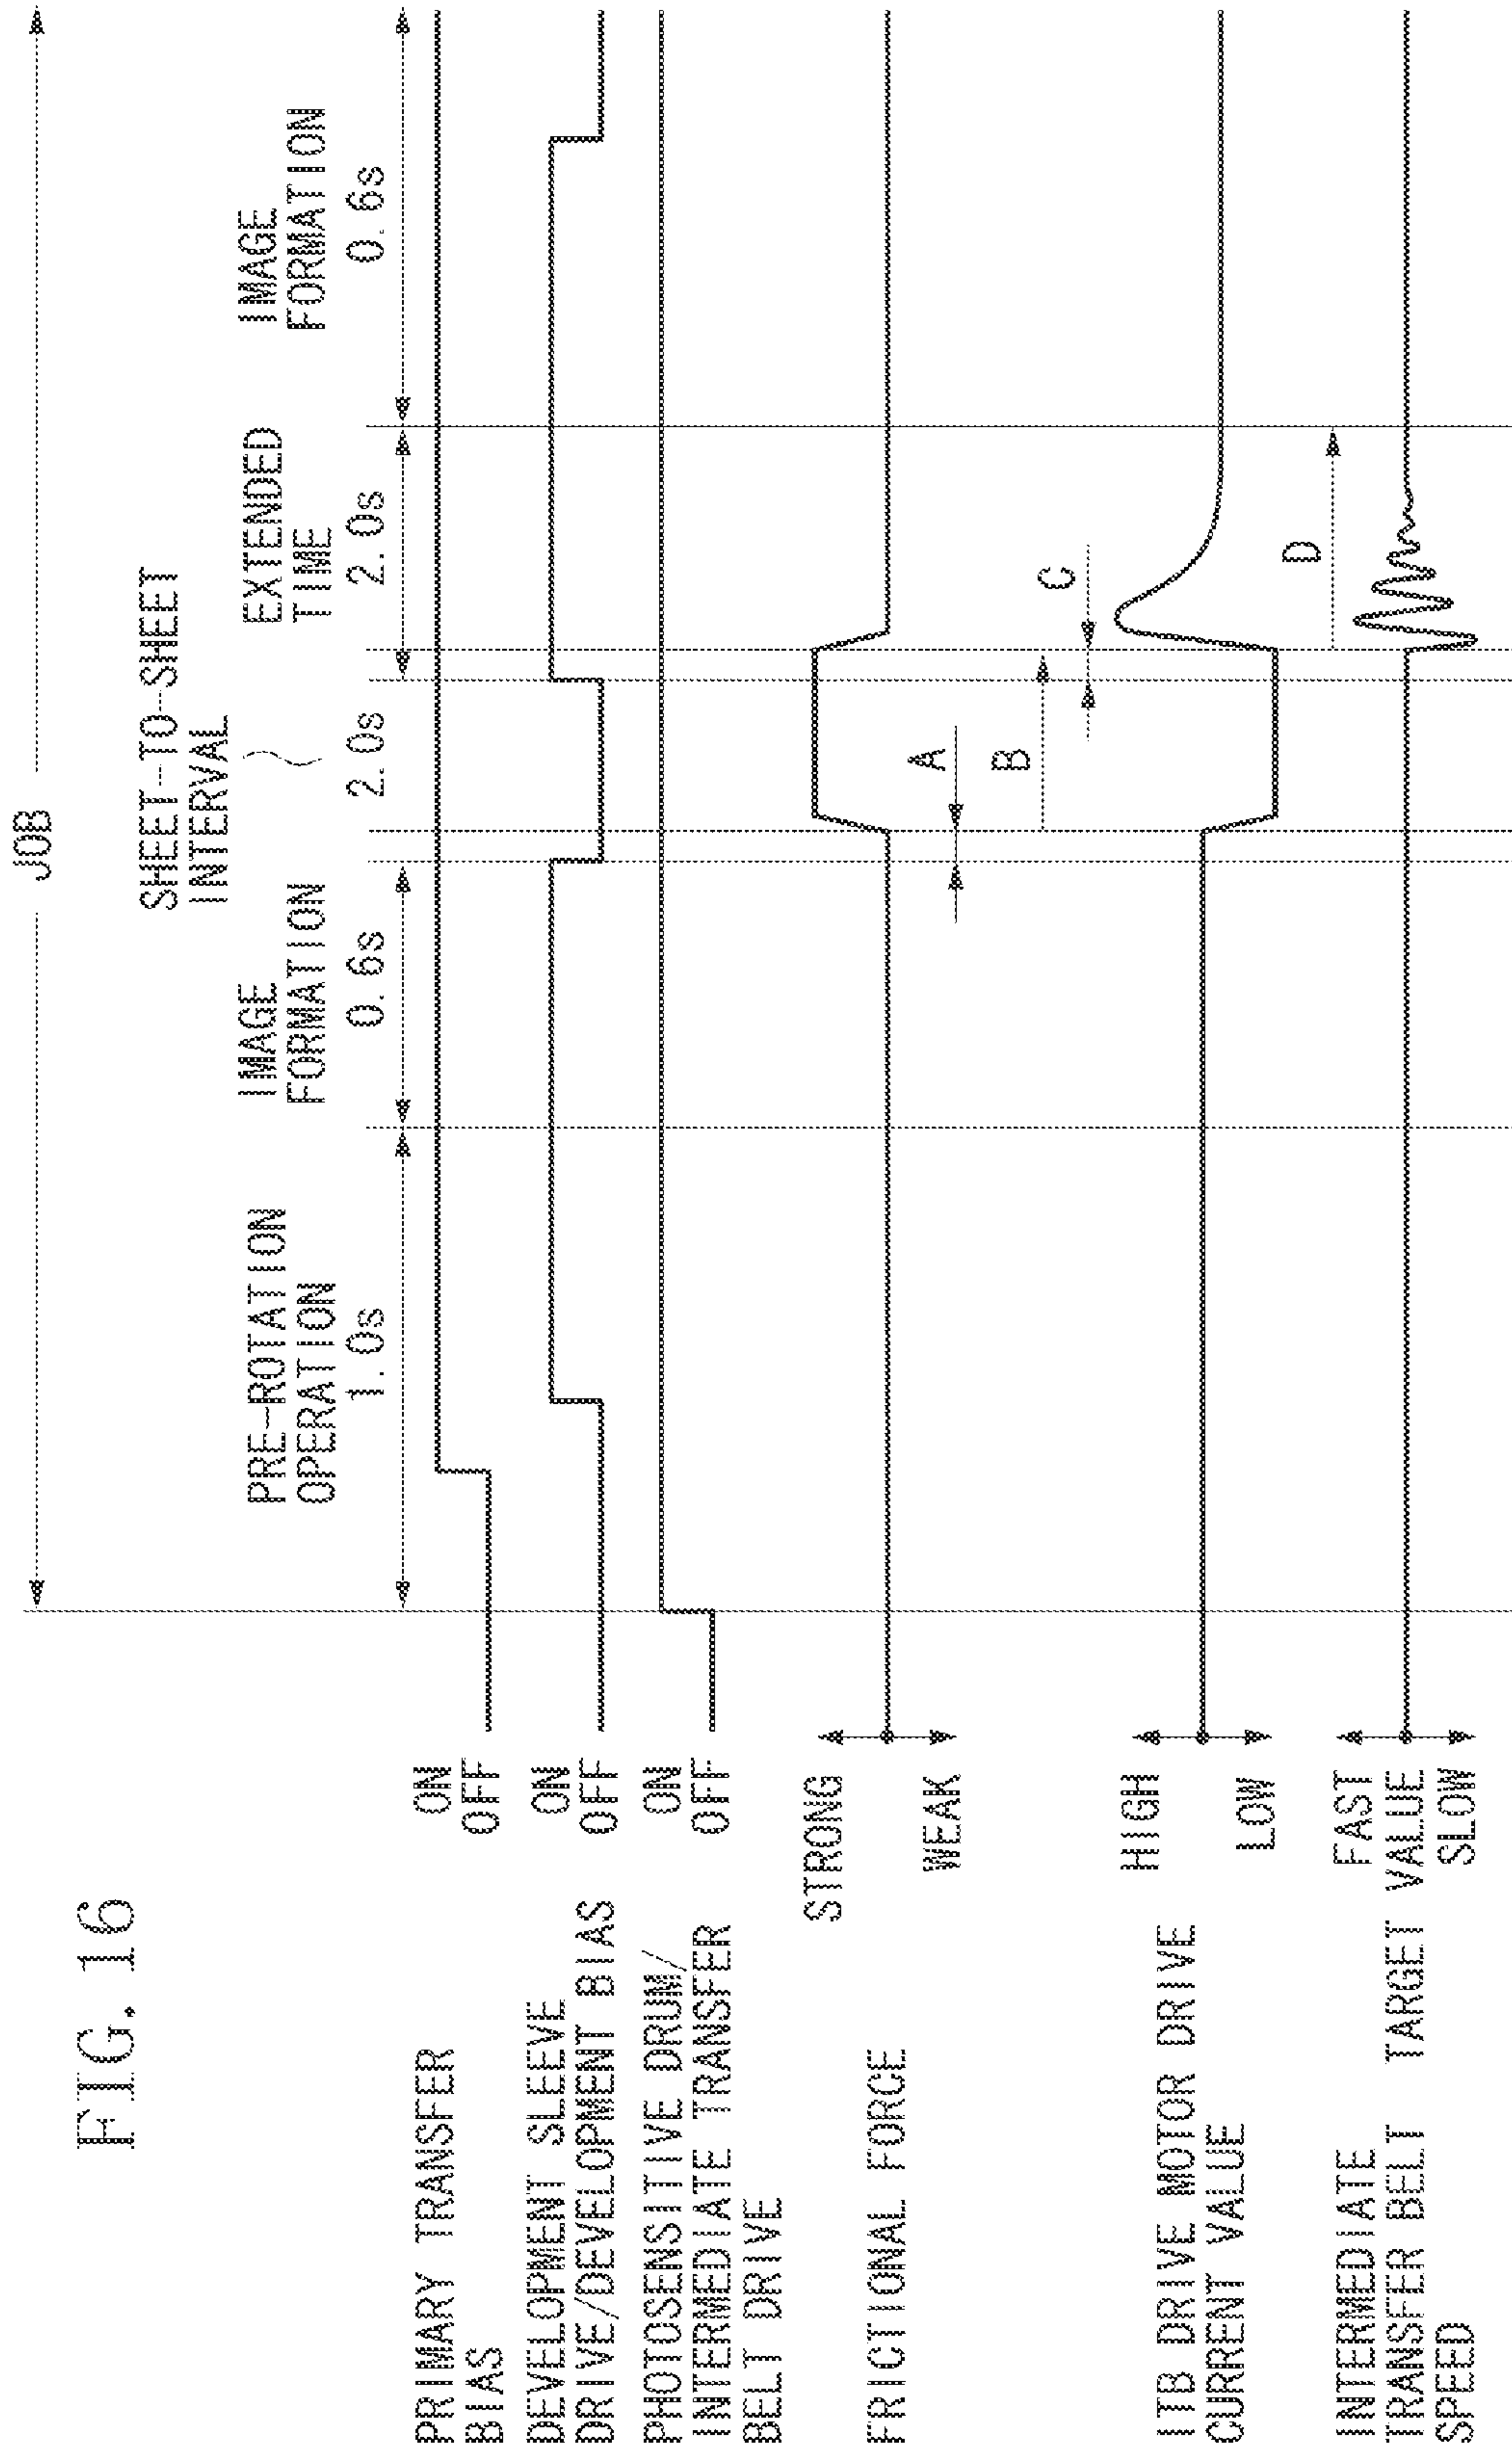 FIG. 16
JOB
SHEET-TO-SHEET
INTERVAL
PRE-ROTATION
OPERATION
1.0s
IMAGE
FORMATION
0.6s
2.0s
EXTENDED
TIME
2.0s
IMAGE
FORMATION
0.6s
PRIMARY TRANSFER
BIAS
ON
OFF
DEVELOPMENT SLEEVE
DRIVE/DEVELOPMENT BIAS
ON
OFF
PHOTOSENSITIVE DRUM/
INTERMEDIATE TRANSFER
BELT DRIVE
ON
OFF
FRICTIONAL FORCE
STRONG
WEAK
A
B
C
ITB DRIVE MOTOR DRIVE
CURRENT VALUE
HIGH
LOW
D
INTERMEDIATE
TRANSFER BELT
SPEED
FAST
TARGET VALUE
SLOW